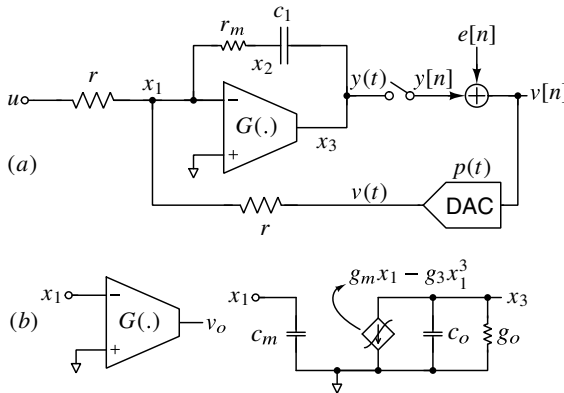 r_m c_1
x_2
e[n]
r x_1 y(t) y[n]
u − G(.) v[n]
+ x_3
(a) p(t)
v(t) DAC
r
g_m x_1 − g_3 x_1^3
x_1 − x_1 x_3
(b) G(.) v_o c_m c_o g_o
+